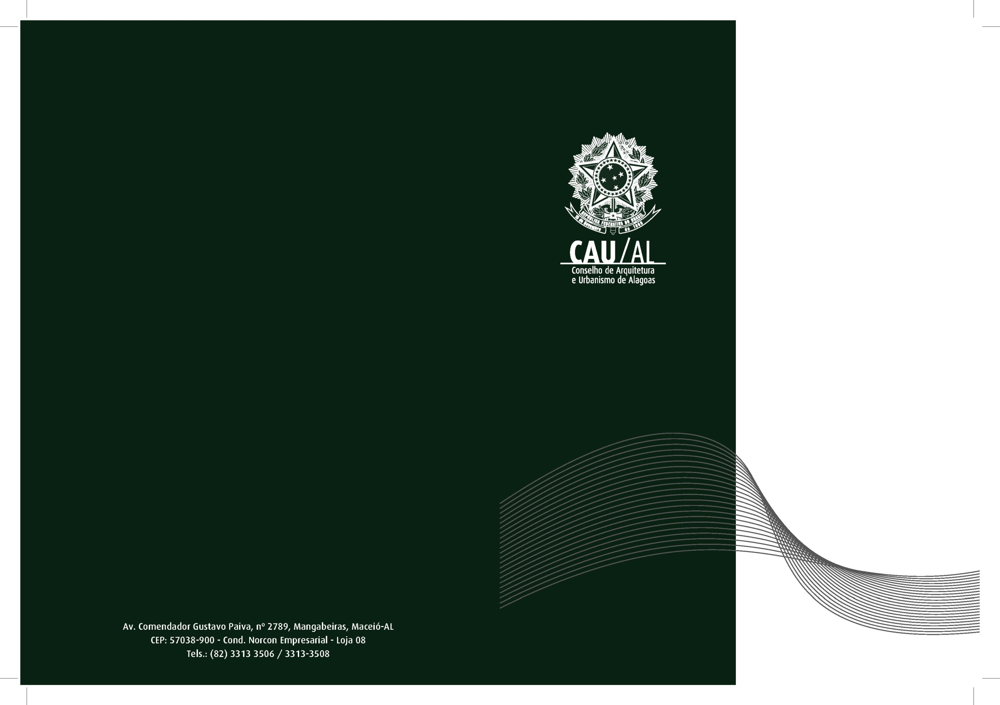 REPÚBLICA FEDERATIVA DO BRASIL
15 de Novembro de 1889
CAU/AL
Conselho de Arquitetura
e Urbanismo de Alagoas
Av. Comendador Gustavo Paiva, nº 2789, Mangabeiras, Maceió-AL
CEP: 57038-900 - Cond. Norcon Empresarial - Loja 08
Tels.: (82) 3313 3506 / 3313-3508